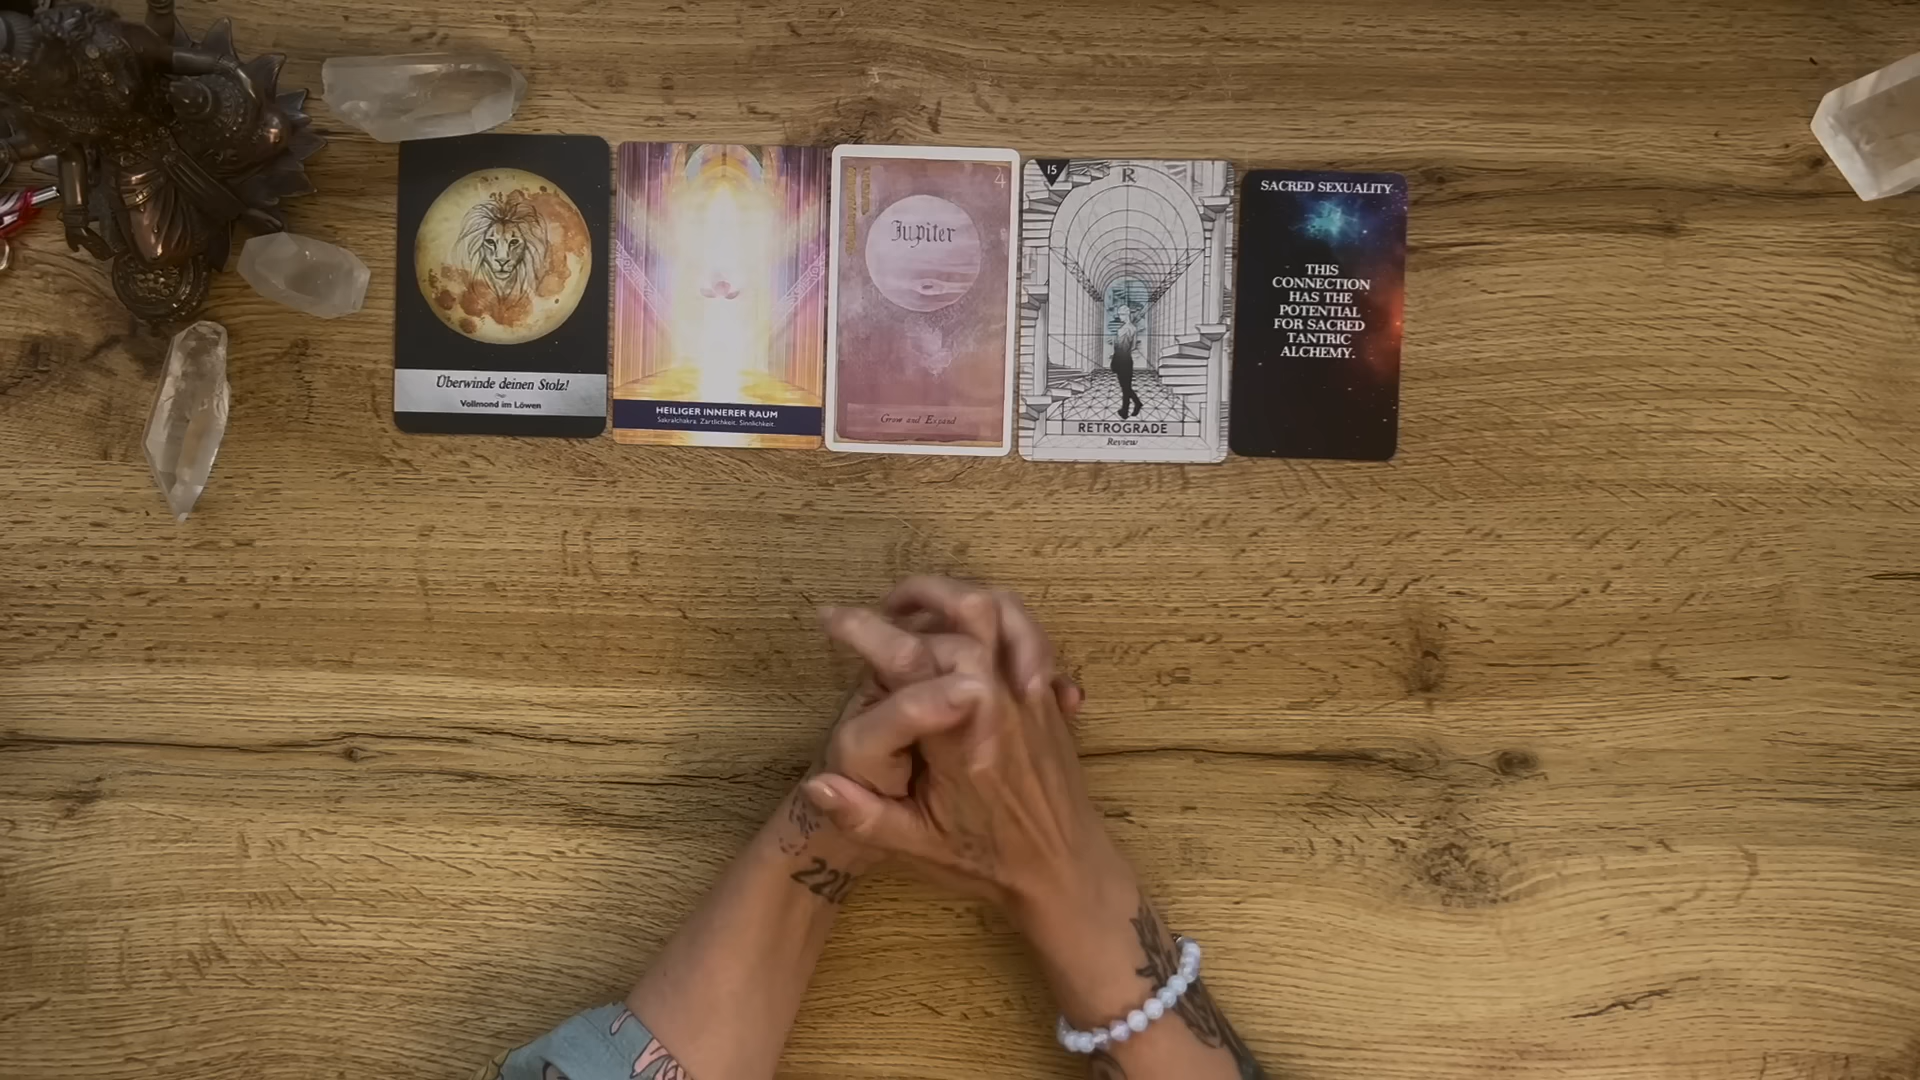 Überwinde deinen Stolz!
Vollmond im Löwen
HEILIGER INNERER RAUM
Sakralchakra. Zärtlichkeit. Sinnlichkeit.
4
Jupiter
Grow and Expand
15
R
RETROGRADE
Review
SACRED SEXUALITY
THIS
CONNECTION
HAS THE
POTENTIAL
FOR SACRED
TANTRIC
ALCHEMY.
220